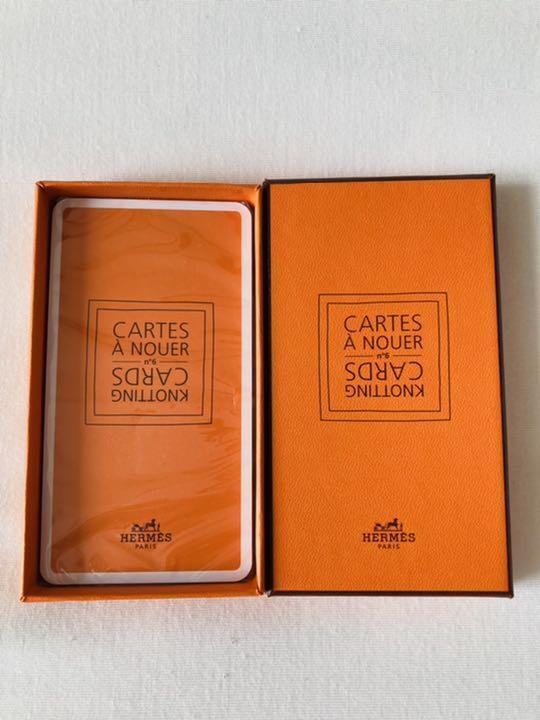 CARTES
À NOUER
n°6
KNOTTING
CARDS
HERMÈS
PARIS
CARTES
À NOUER
n°6
KNOTTING
CARDS
HERMÈS
PARIS